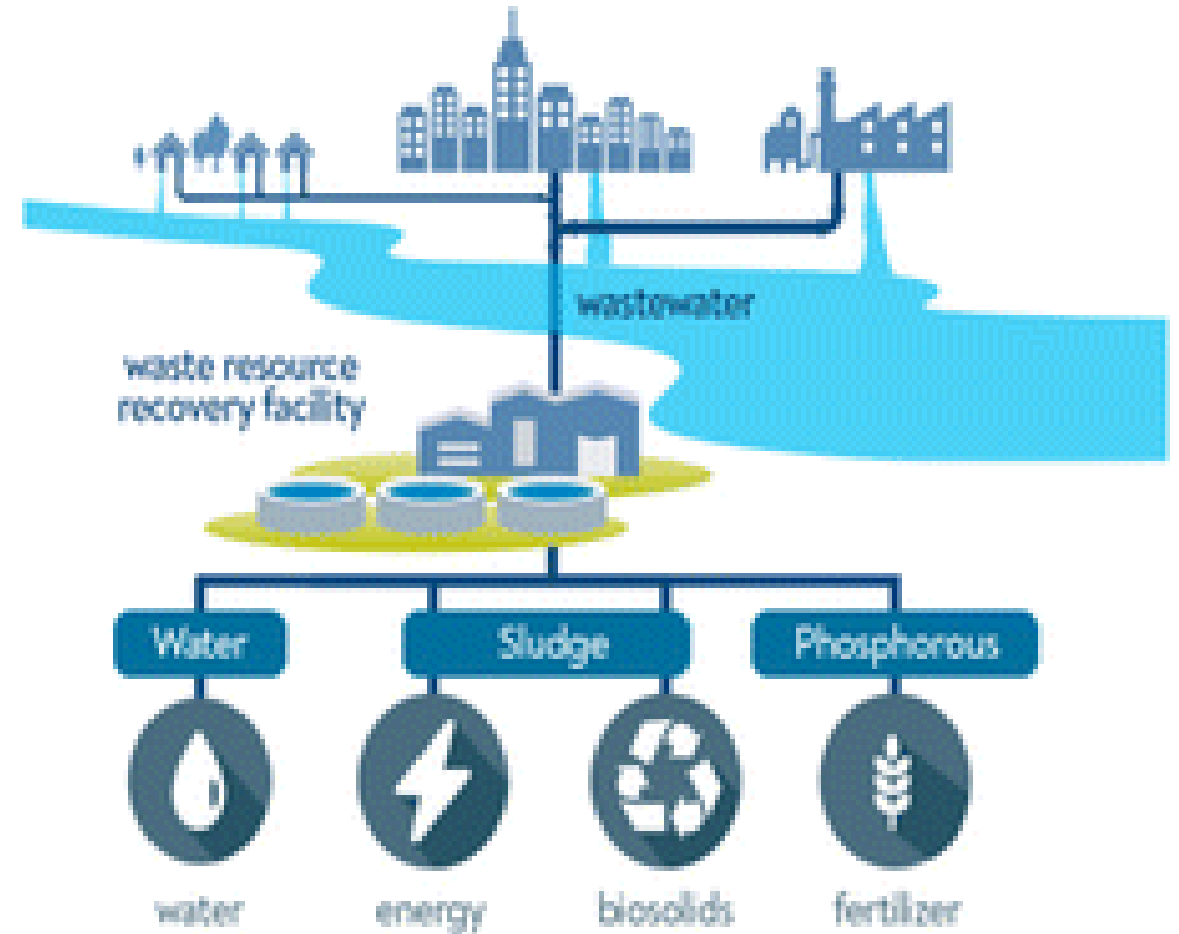 wastewater
waste resource
recovery facility
Water
Sludge
Phosphorous
water
energy
biosolids
fertilizer